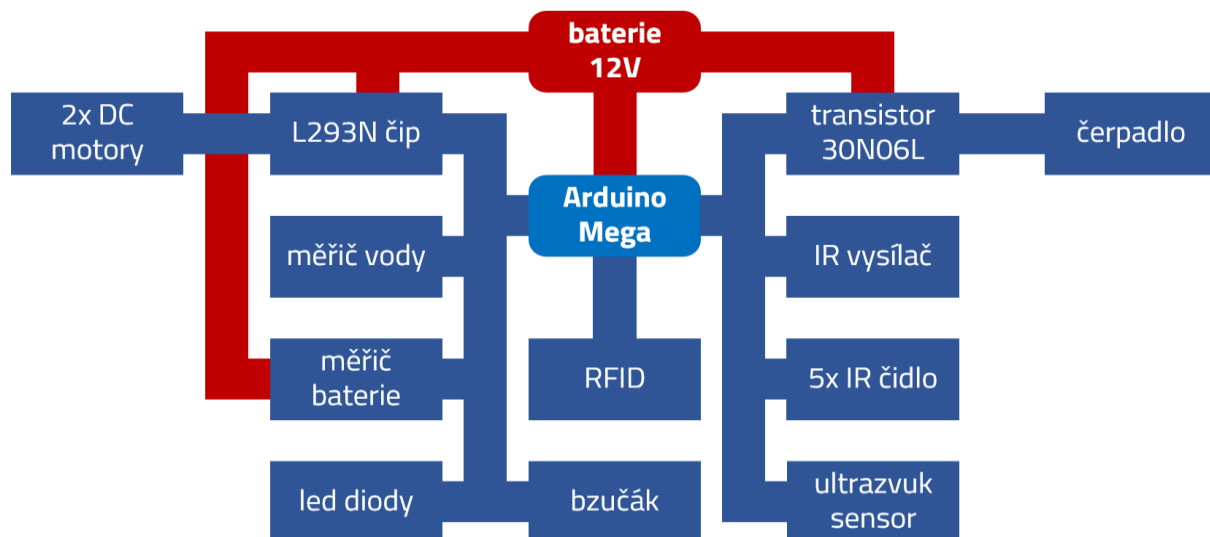 baterie
12V
2x DC
motory
L293N čip
transistor
30N06L
čerpadlo
Arduino
Mega
měřič vody
IR vysílač
měřič
baterie
RFID
5x IR čidlo
led diody
bzučák
ultrazvuk
sensor